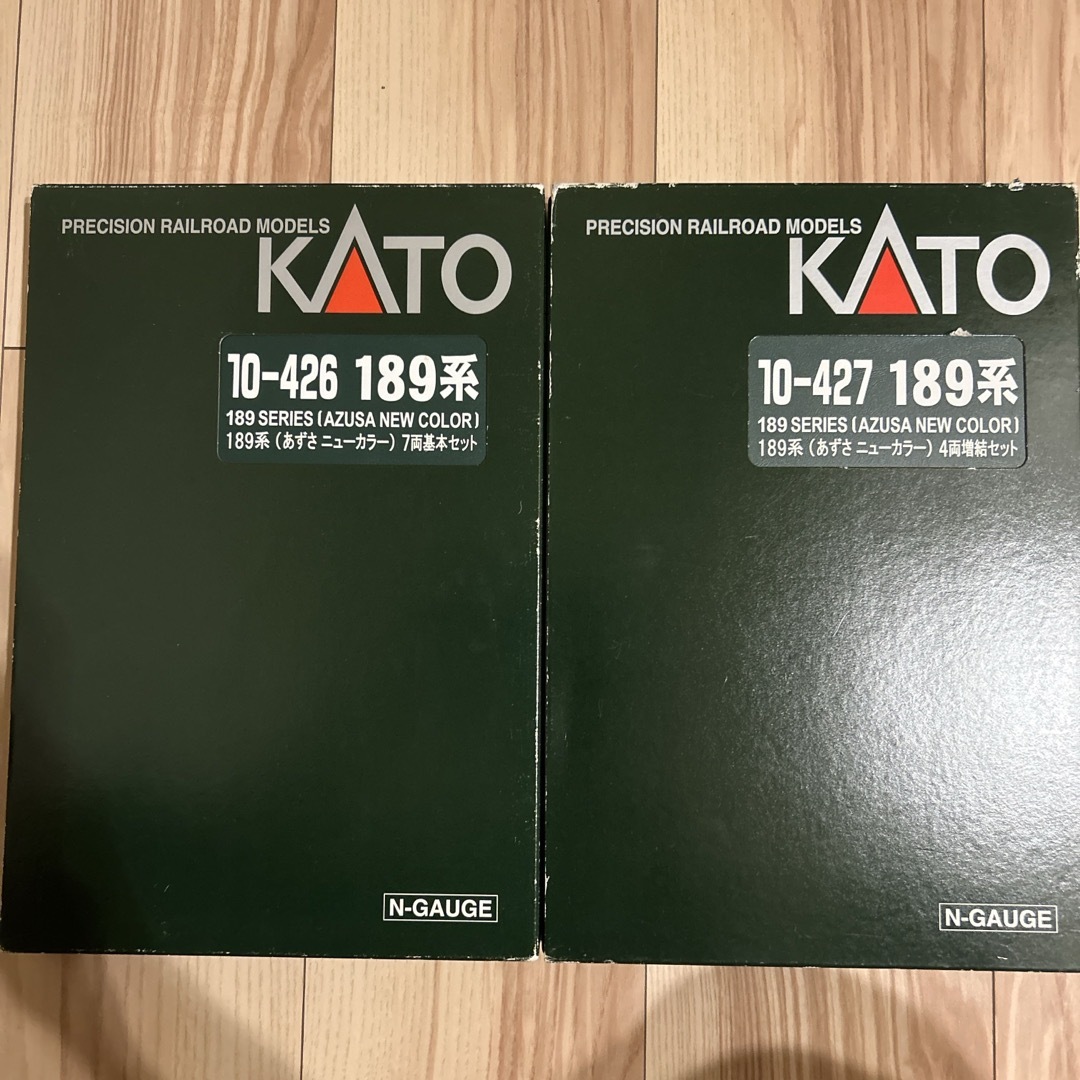 PRECISION RAILROAD MODELS
KATO
10-426 189系
189 SERIES (AZUSA NEW COLOR)
189系 (あずさ ニューカラー) 7両基本セット
N-GAUGE
PRECISION RAILROAD MODELS
KATO
10-427 189系
189 SERIES (AZUSA NEW COLOR)
189系 (あずさ ニューカラー) 4両増結セット
N-GAUGE